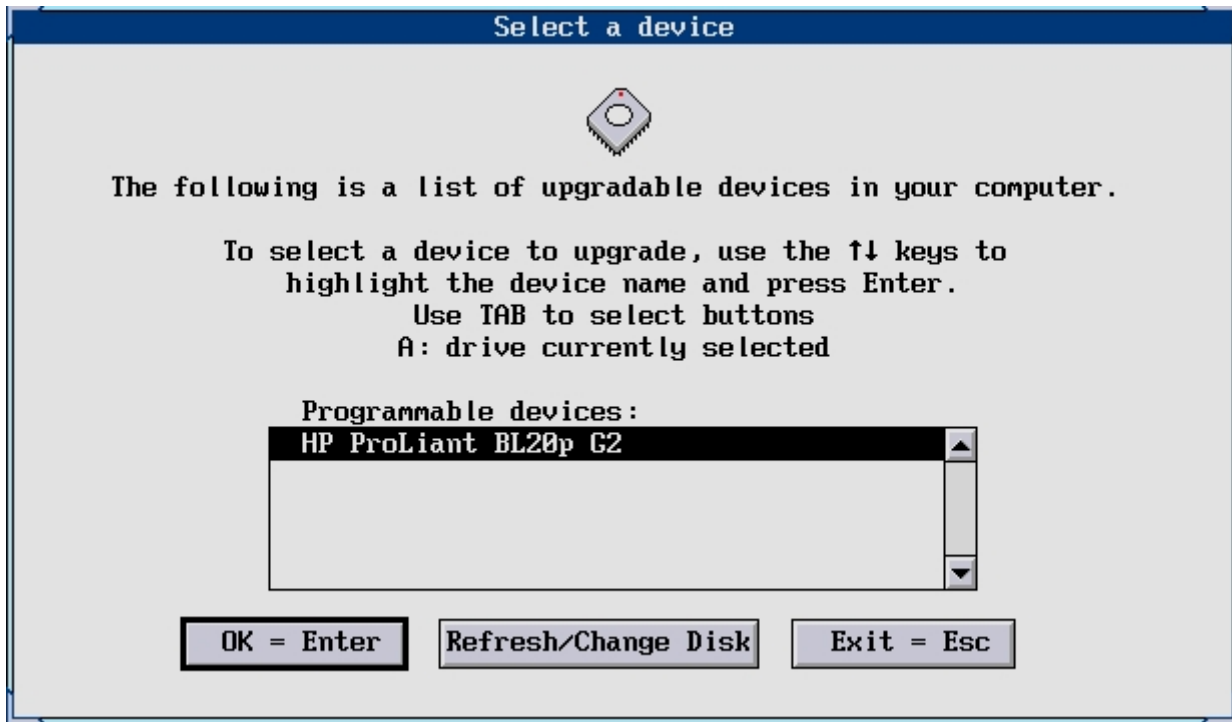 Select a device
The following is a list of upgradable devices in your computer.
To select a device to upgrade, use the ↑↓ keys to
highlight the device name and press Enter.
Use TAB to select buttons
A: drive currently selected
Programmable devices:
HP ProLiant BL20p G2
OK = Enter
Refresh/Change Disk
Exit = Esc